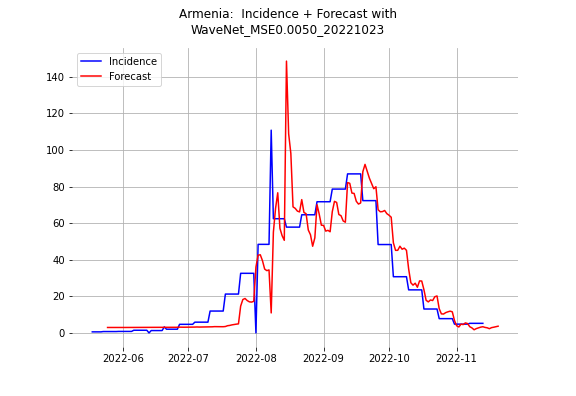 Armenia:  Incidence + Forecast with
WaveNet_MSE0.0050_20221023
Incidence
Forecast
140
120
100
80
60
40
20
0
2022-06 2022-07 2022-08 2022-09 2022-10 2022-11